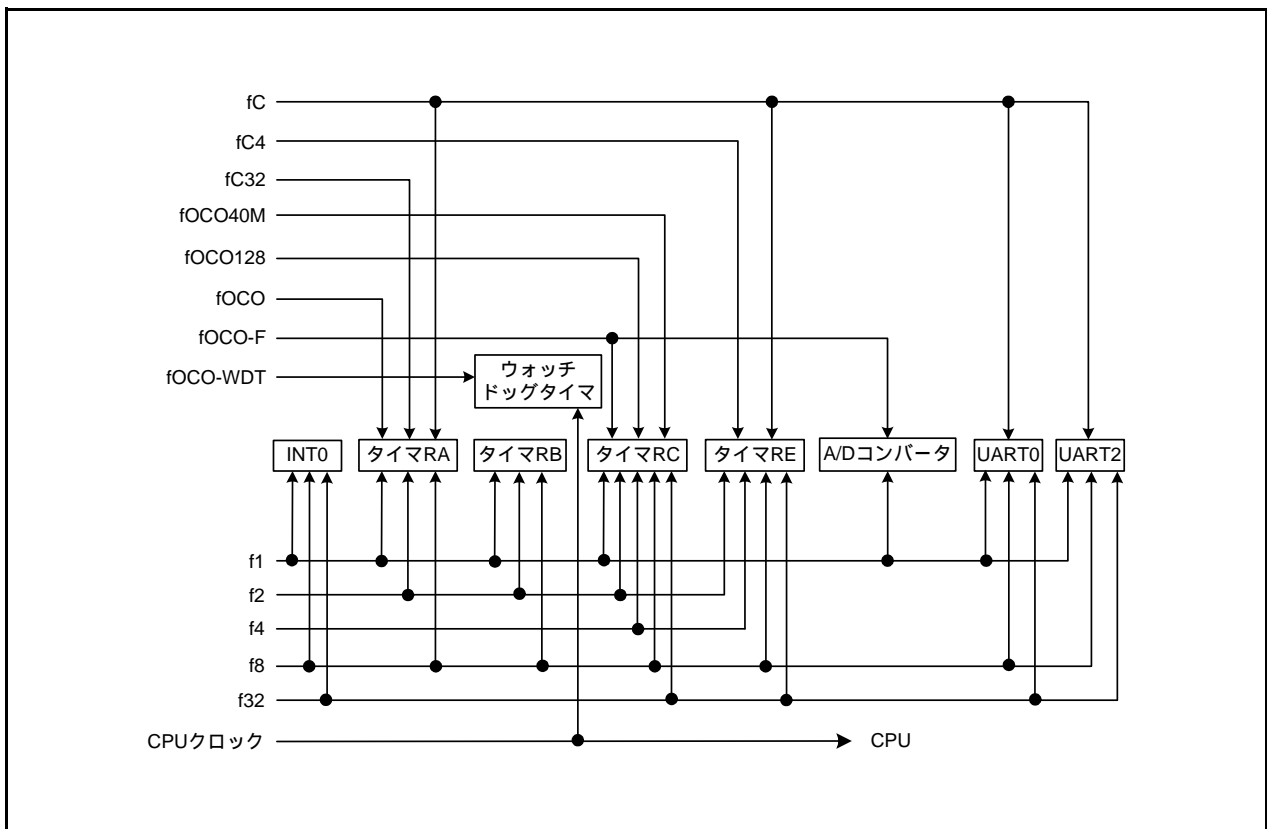 fC
fC4
fC32
fOCO40M
fOCO128
fOCO
fOCO-F
fOCO-WDT
ウォッチ
ドッグタイマ
INT0
タイマRA
タイマRB
タイマRC
タイマRE
A/Dコンバータ
UART0
UART2
f1
f2
f4
f8
f32
CPUクロック
CPU